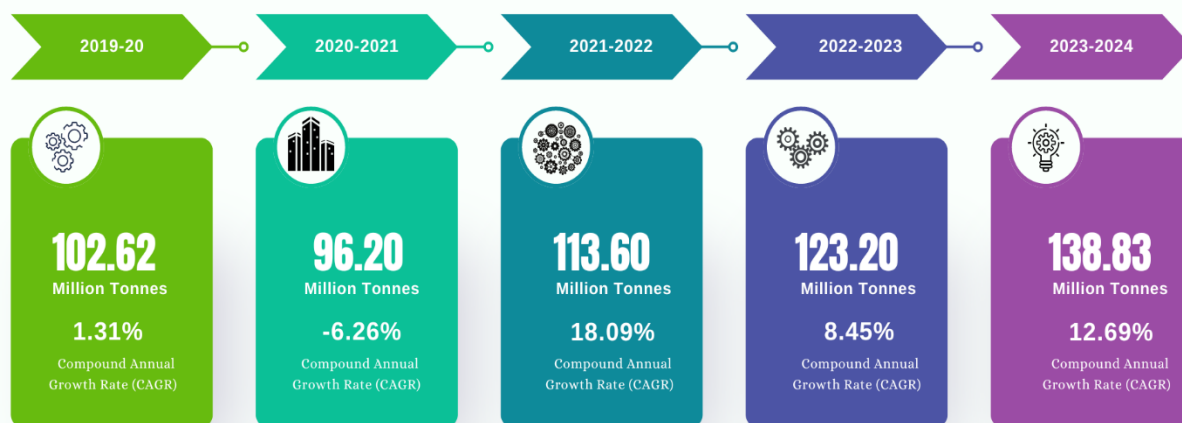 2019-20
2020-2021
2021-2022
2022-2023
2023-2024
102.62
Million Tonnes
1.31%
Compound Annual
Growth Rate (CAGR)
96.20
Million Tonnes
-6.26%
Compound Annual
Growth Rate (CAGR)
113.60
Million Tonnes
18.09%
Compound Annual
Growth Rate (CAGR)
123.20
Million Tonnes
8.45%
Compound Annual
Growth Rate (CAGR)
138.83
Million Tonnes
12.69%
Compound Annual
Growth Rate (CAGR)